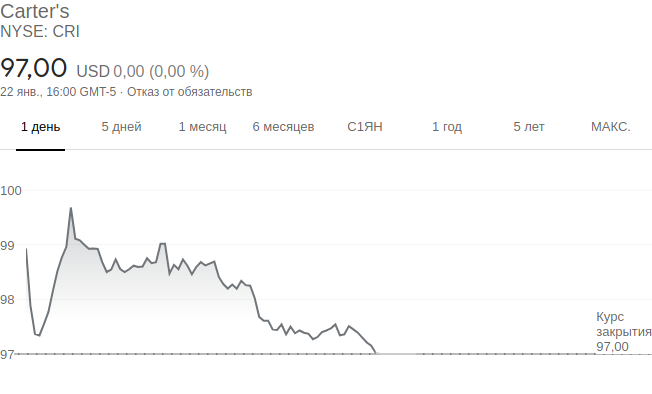 Carter's
NYSE: CRI
97,00 USD 0,00 (0,00 %)
22 янв., 16:00 GMT-5 · Отказ от обязательств
1 день 5 дней 1 месяц 6 месяцев С1ЯН 1 год 5 лет МАКС.
100
99
98
Курс
закрытия
97,00
97